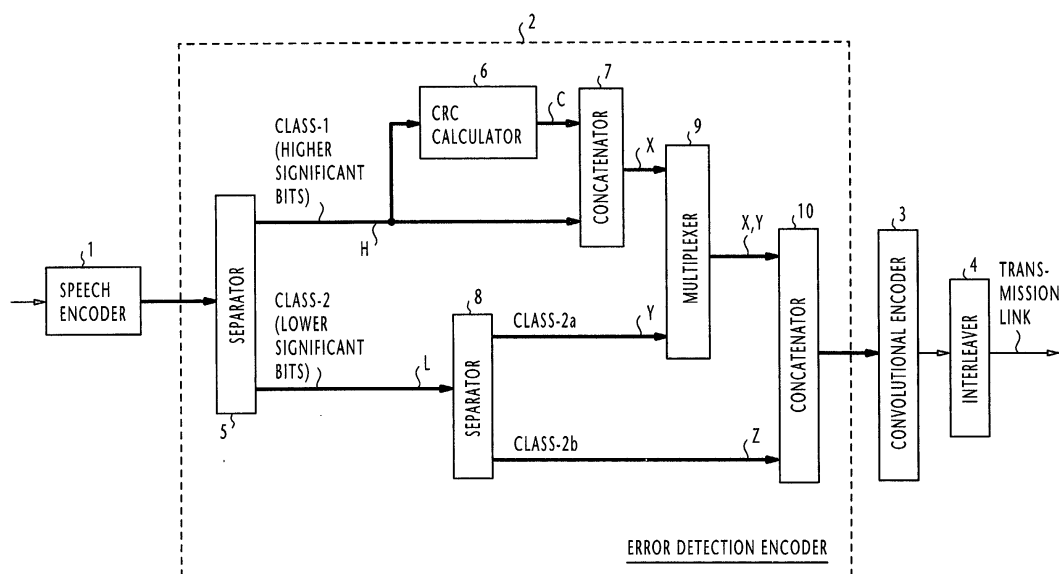 2
6
CRC
CALCULATOR
C
7
CONCATENATOR
CLASS-1
(HIGHER
SIGNIFICANT
BITS)
H
X
9
MULTIPLEXER
X,Y
10
CONCATENATOR
1
SPEECH
ENCODER
SEPARATOR
5
CLASS-2
(LOWER
SIGNIFICANT
BITS)
L
8
SEPARATOR
CLASS-2a
Y
CLASS-2b
Z
3
CONVOLUTIONAL ENCODER
4
INTERLEAVER
TRANS-
MISSION
LINK
ERROR DETECTION ENCODER